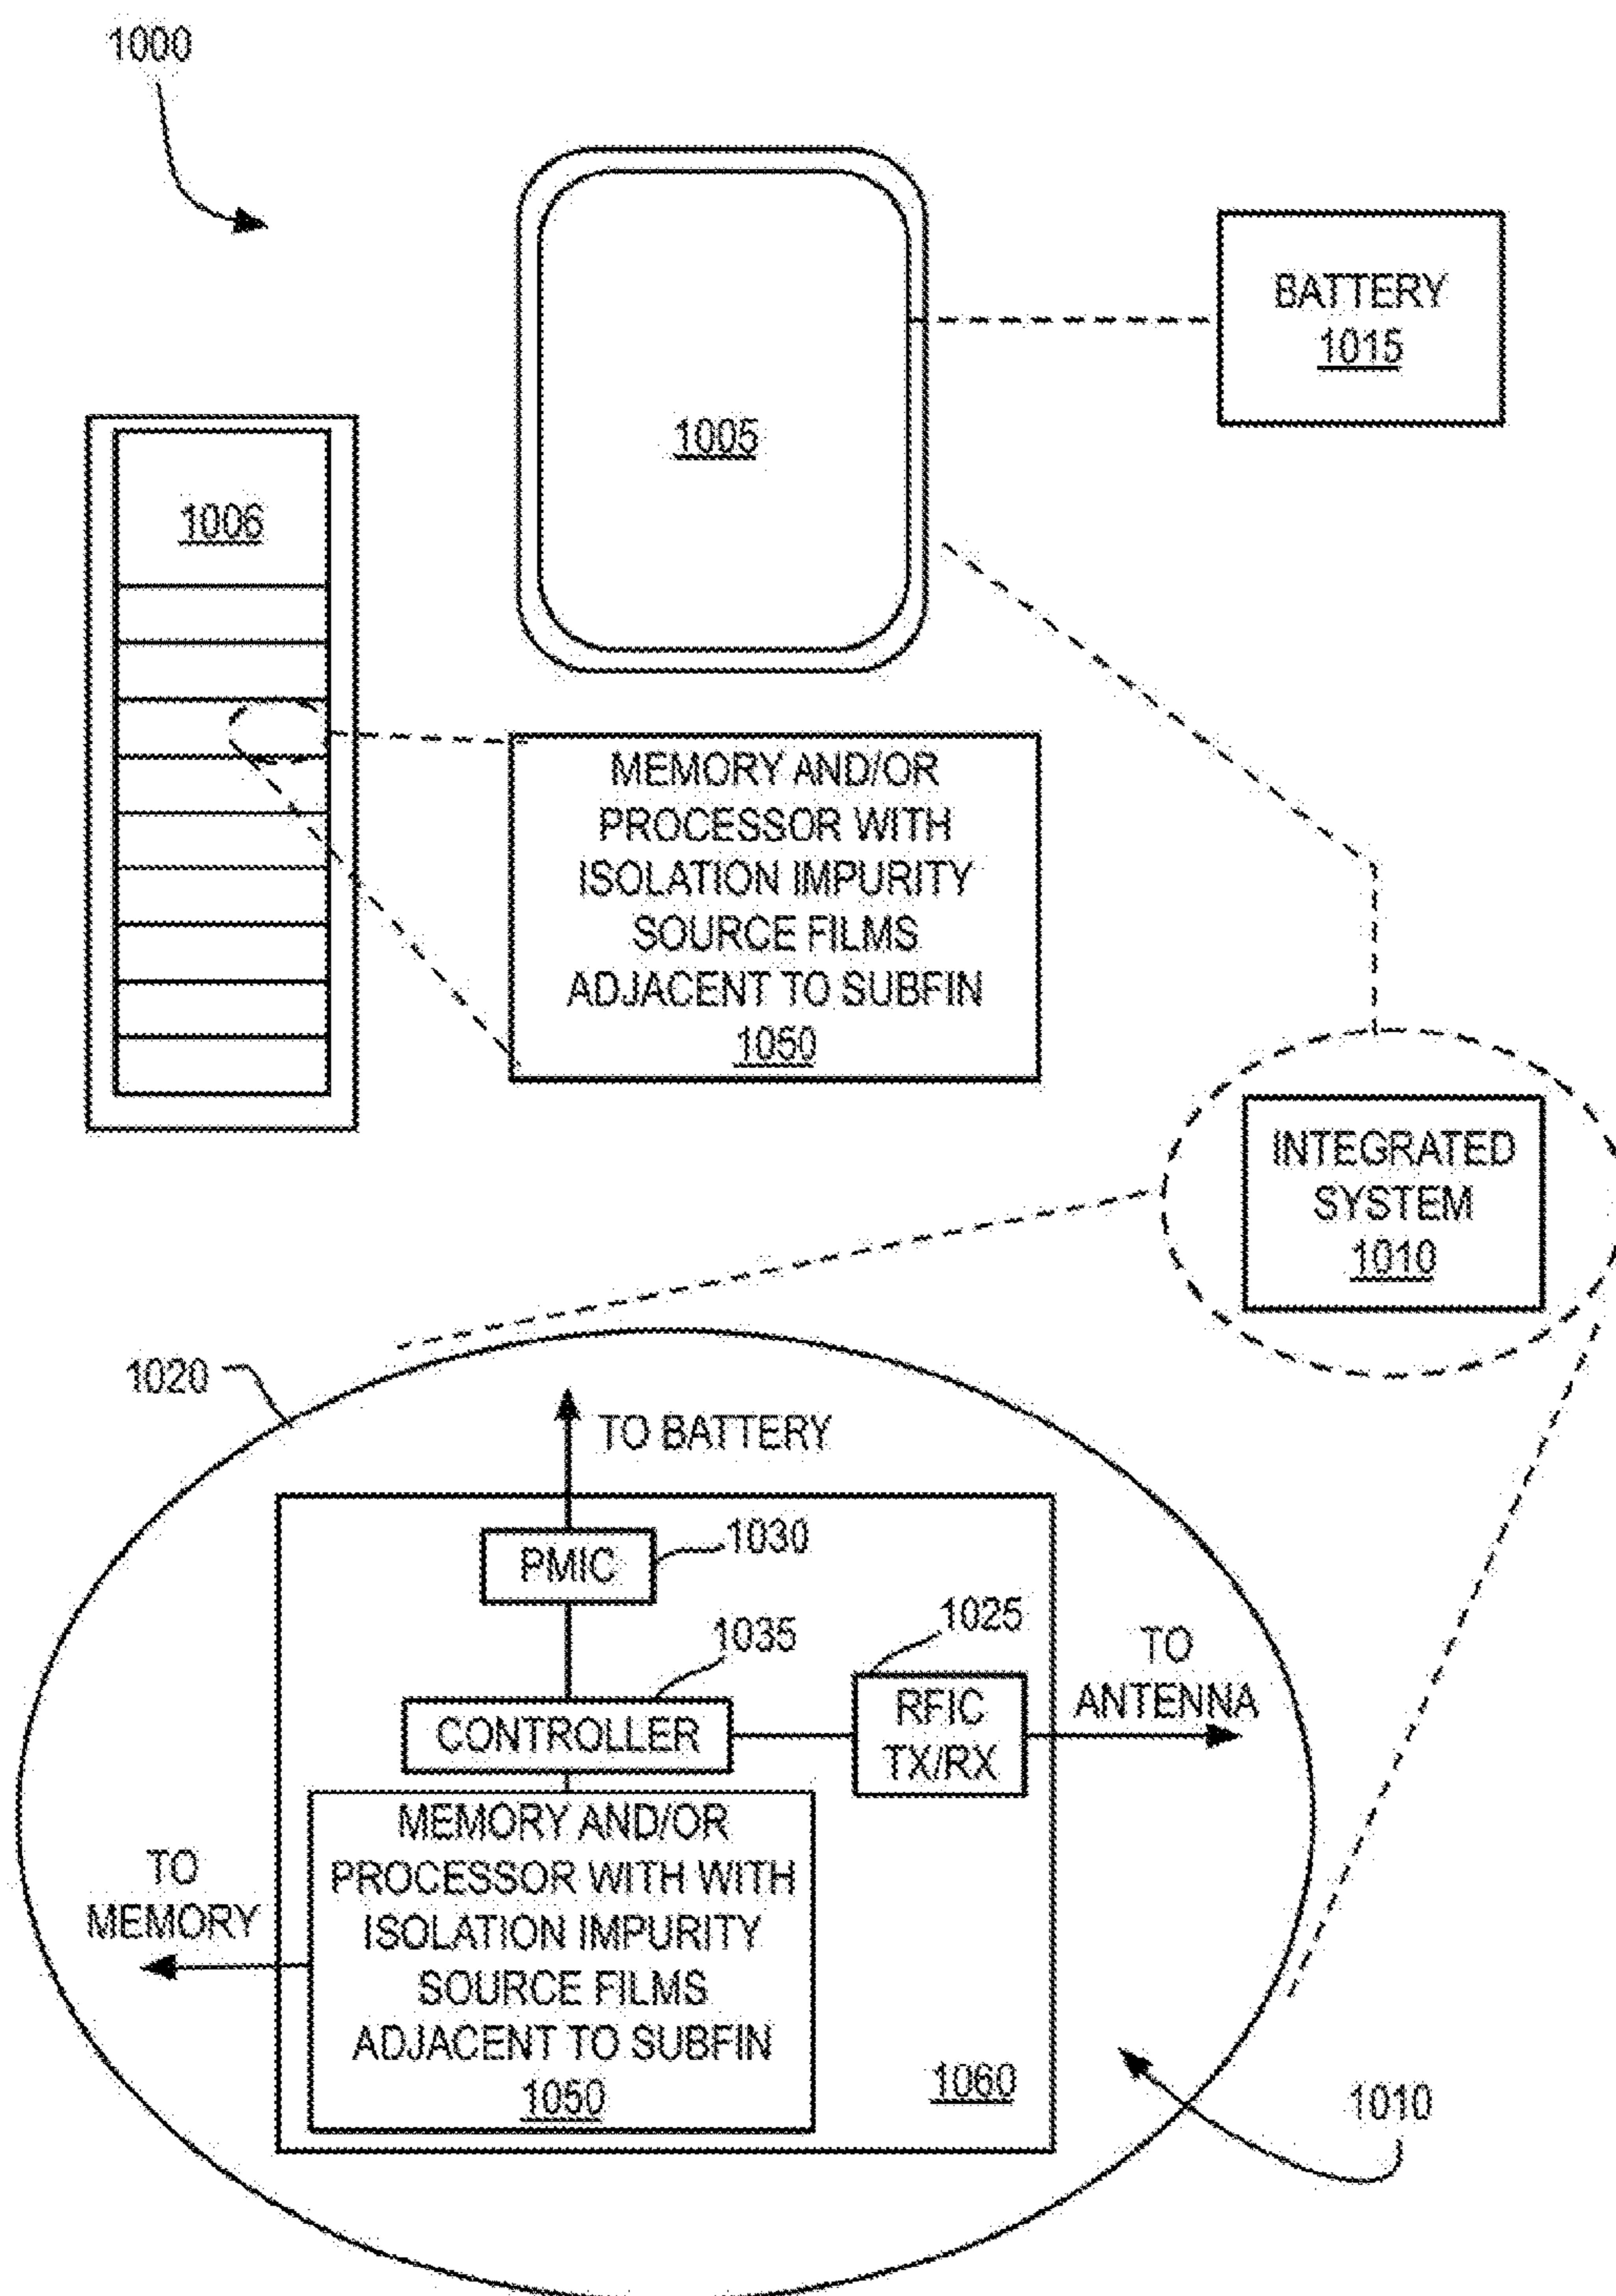 1000
BATTERY
1015
1005
1006
MEMORY AND/OR
PROCESSOR WITH
ISOLATION IMPURITY
SOURCE FILMS
ADJACENT TO SUBFIN
1050
INTEGRATED
SYSTEM
1010
1020
TO BATTERY
PMIC
1030
1035
1025
CONTROLLER
RFIC
TX/RX
TO
ANTENNA
TO
MEMORY
MEMORY AND/OR
PROCESSOR WITH WITH
ISOLATION IMPURITY
SOURCE FILMS
ADJACENT TO SUBFIN
1050
1060
1010